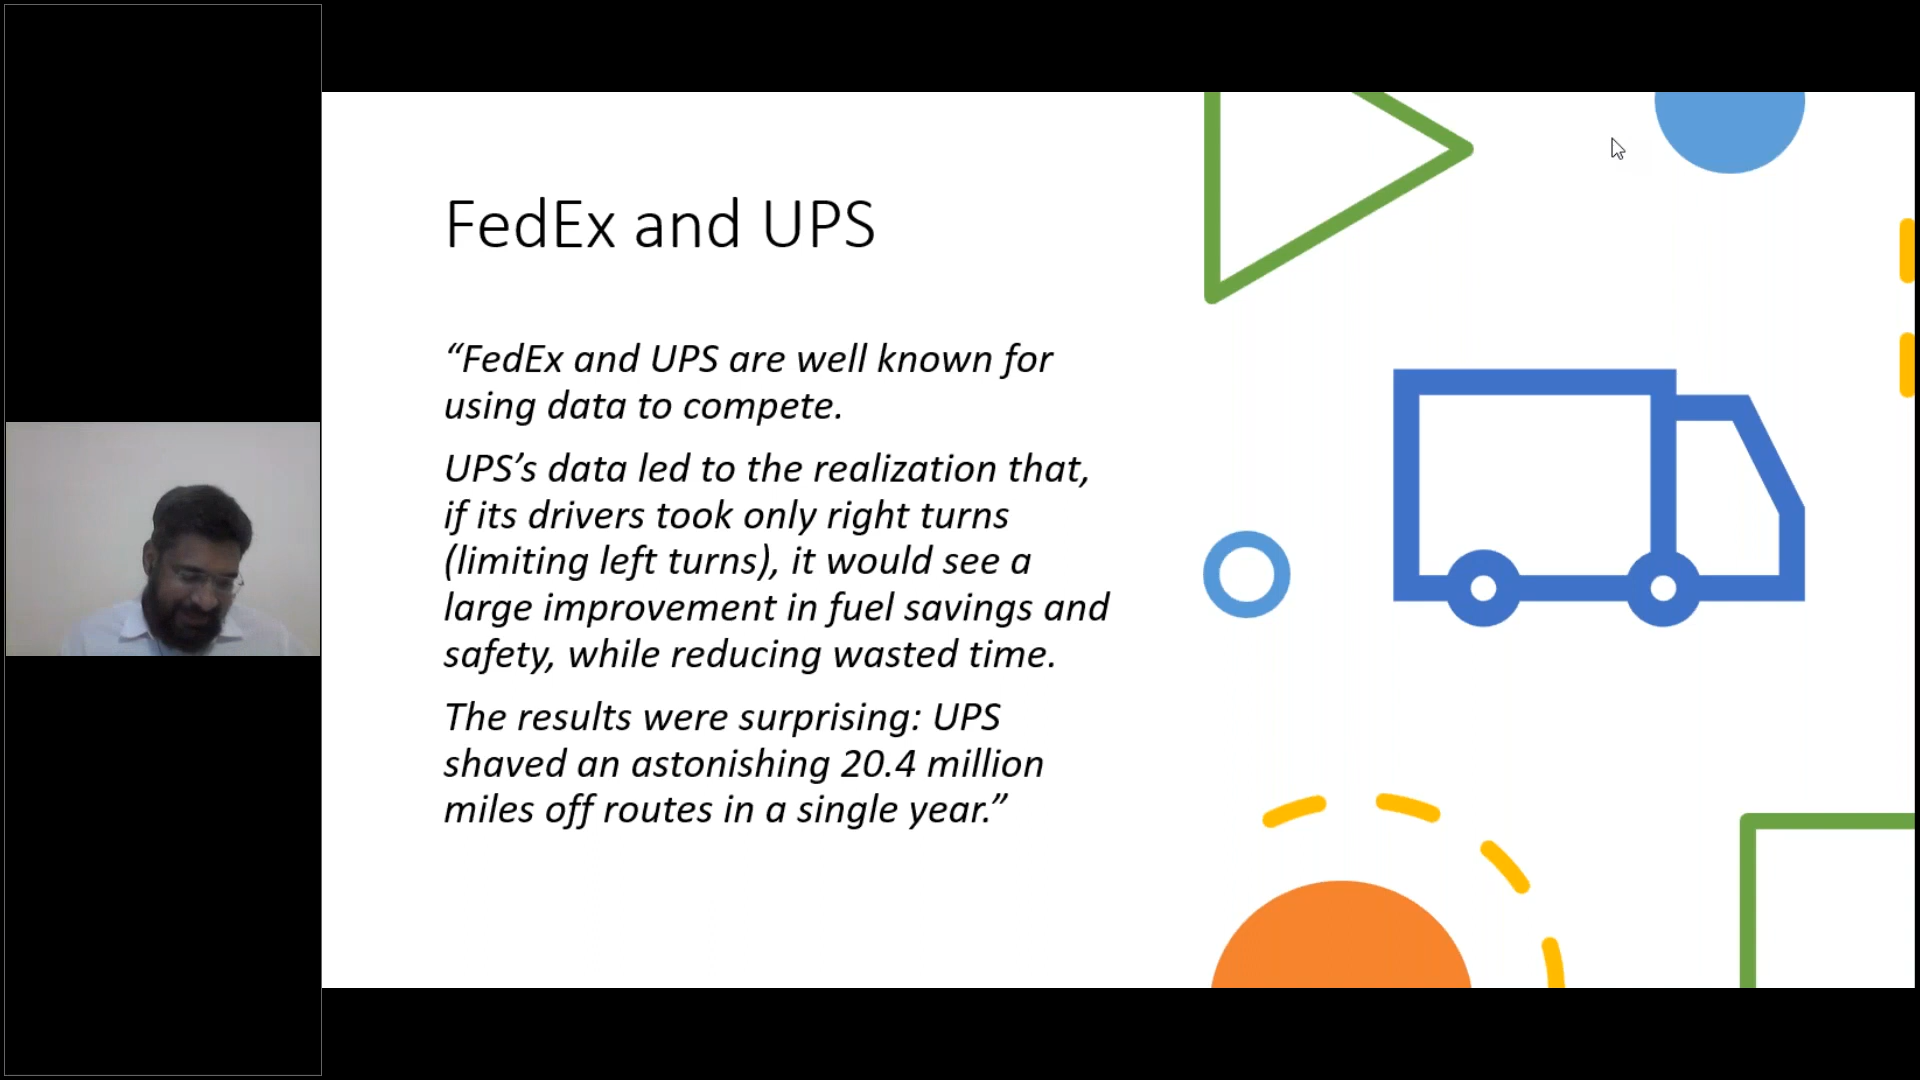 FedEx and UPS
“FedEx and UPS are well known for
using data to compete.
UPS’s data led to the realization that,
if its drivers took only right turns
(limiting left turns), it would see a
large improvement in fuel savings and
safety, while reducing wasted time.
The results were surprising: UPS
shaved an astonishing 20.4 million
miles off routes in a single year.”